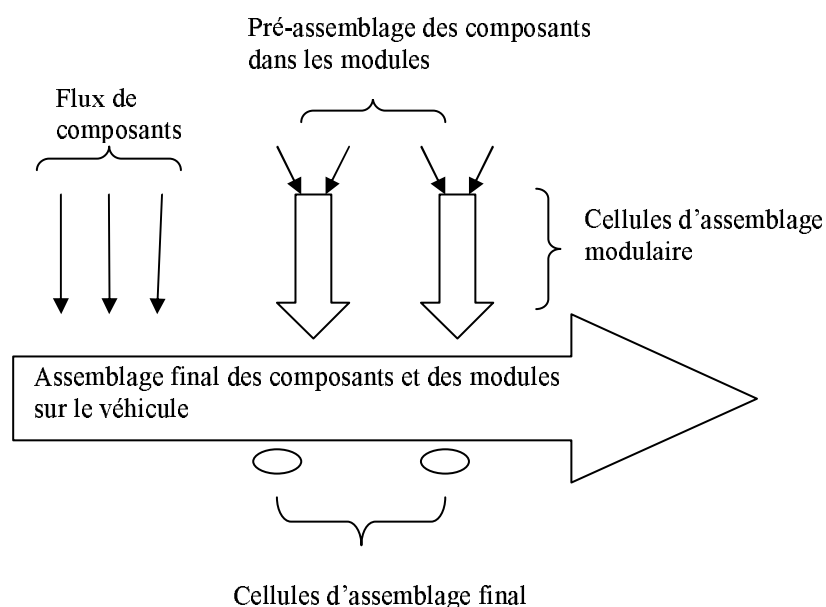 Pré-assemblage des composants
dans les modules
Flux de
composants
Cellules d'assemblage
modulaire
Assemblage final des composants et des modules
sur le véhicule
Cellules d'assemblage final